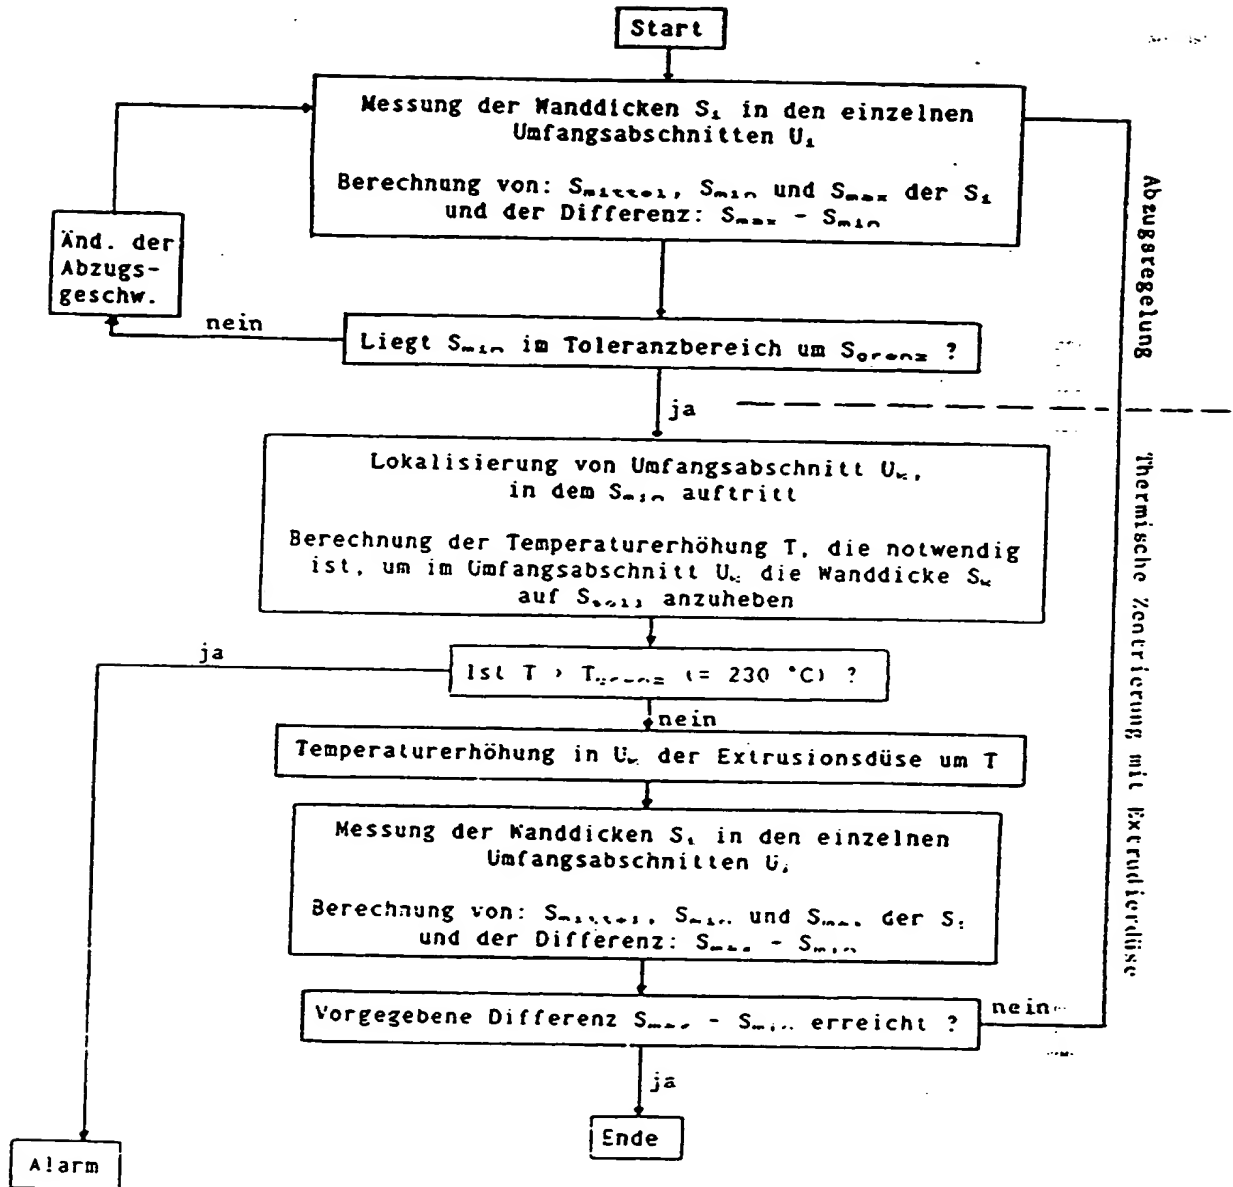 Start
Messung der Wanddicken Si in den einzelnen
Umfangsabschnitten Ui
Berechnung von: Smittel, Smin und Smax der Si
und der Differenz: Smax - Smin
Änd. der
Abzugs-
geschw.
nein
Liegt Smin im Toleranzbereich um SGrenz ?
ja
Abzugsregelung
Lokalisierung von Umfangsabschnitt Uk,
in dem Smin auftritt
Berechnung der Temperaturerhöhung T, die notwendig
ist, um im Umfangsabschnitt Uk die Wanddicke Sk
auf Ssoll anzuheben
ja
Ist T > TGrenz (= 230 °C) ?
nein
Temperaturerhöhung in Uk der Extrusionsdüse um T
Thermische Zentrierung mit Extrudierdüse
Messung der Wanddicken Si in den einzelnen
Umfangsabschnitten Ui
Berechnung von: Smittel, Smin und Smax der Si
und der Differenz: Smax - Smin
Vorgegebene Differenz Smax - Smin erreicht ?
nein
ja
Ende
Alarm